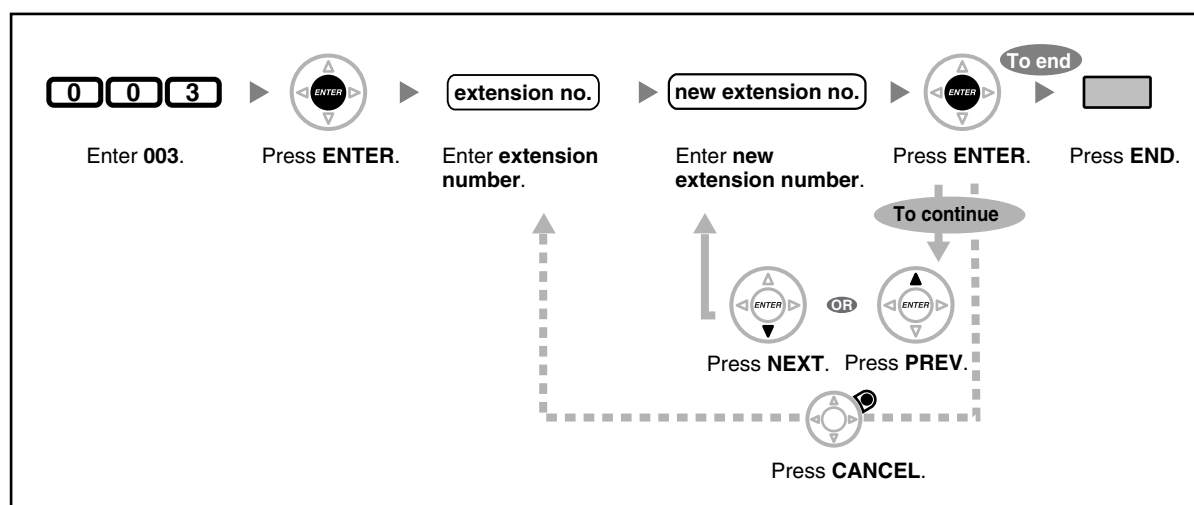 To end
0 0 3
ENTER
extension no.
new extension no.
ENTER
Enter 003.
Press ENTER.
Enter extension
number.
Enter new
extension number.
Press ENTER.
Press END.
To continue
ENTER
OR
ENTER
Press NEXT.
Press PREV.
Press CANCEL.